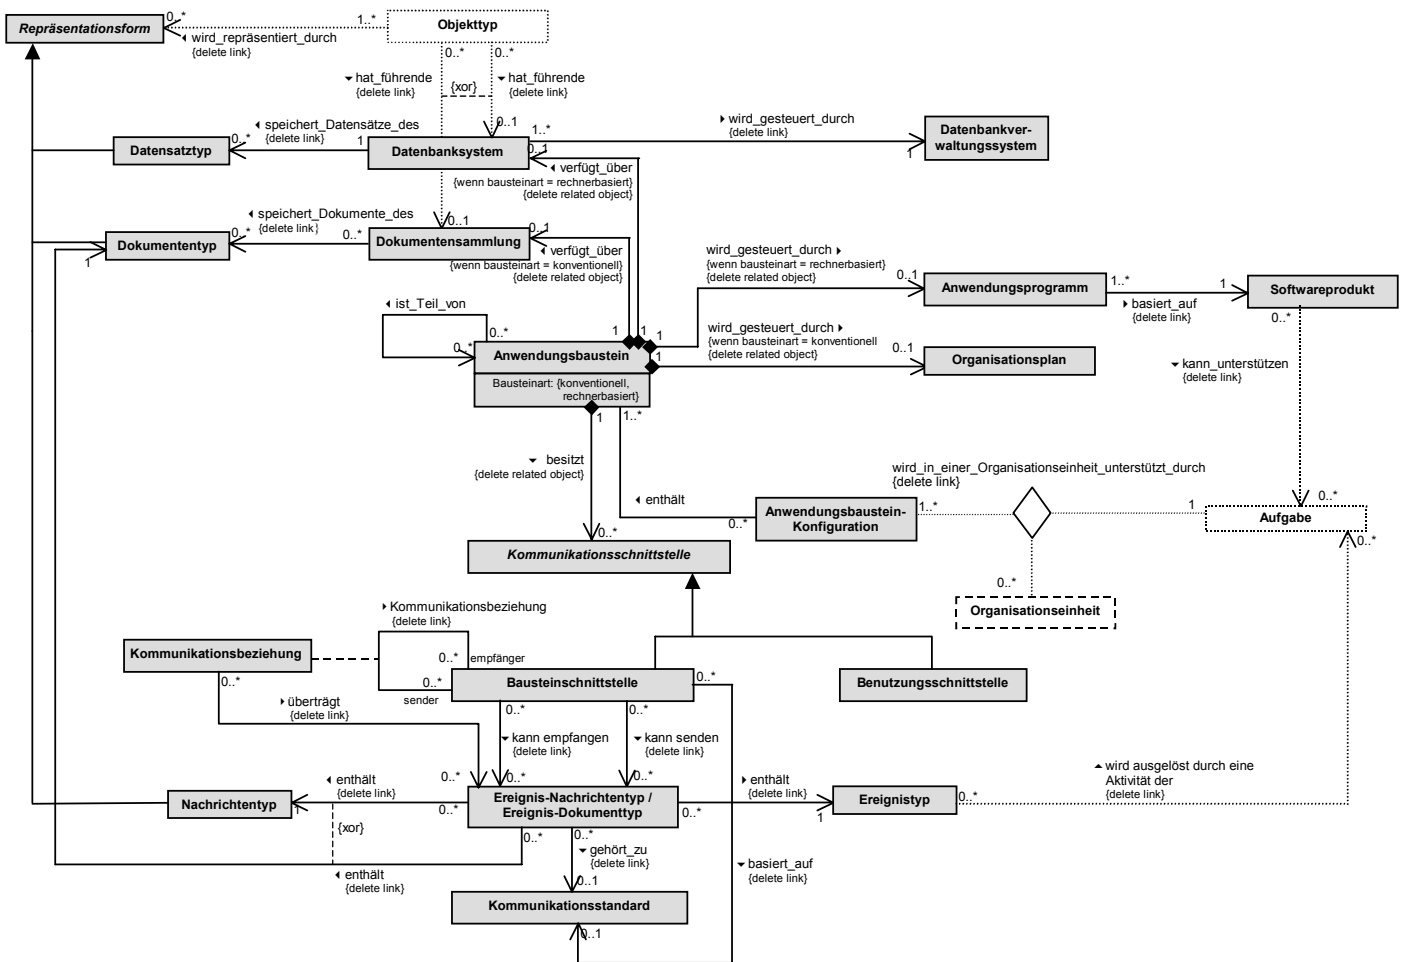 Repräsentationsform
0..*
1..*
Objekttyp
wird_repräsentiert_durch
{delete link}
0..*
0..*
hat_führende
{delete link}
{xor}
hat_führende
{delete link}
0..1
speichert_Datensätze_des
{delete link}
Datensatztyp
0..*
1
Datenbanksystem
1..*
0..1
wird_gesteuert_durch
{delete link}
1
Datenbankver-
waltungssystem
verfügt_über
{wenn bausteinart = rechnerbasiert}
{delete related object}
speichert_Dokumente_des
{delete link}
Dokumententyp
1
0..*
0..*
0..1
Dokumentensammlung
0..1
verfügt_über
{wenn bausteinart = konventionell}
{delete related object}
wird_gesteuert_durch
{wenn bausteinart = rechnerbasiert}
{delete related object}
0..1
Anwendungsprogramm
1..*
1
basiert_auf
{delete link}
Softwareprodukt
0..*
ist_Teil_von
0..*
0..*
1
1
1
1
Anwendungsbaustein
Bausteinart: {konventionell,
rechnerbasiert}
wird_gesteuert_durch
{wenn bausteinart = konventionell
{delete related object}
0..1
Organisationsplan
kann_unterstützen
{delete link}
1
1..*
besitzt
{delete related object}
0..*
enthält
0..*
Anwendungsbaustein-
Konfiguration
1..*
wird_in_einer_Organisationseinheit_unterstützt_durch
{delete link}
1
0..*
Aufgabe
0..*
Kommunikationsschnittstelle
0..*
Organisationseinheit
Kommunikationsbeziehung
{delete link}
Kommunikationsbeziehung
0..*
0..*
empfänger
0..*
sender
Bausteinschnittstelle
0..*
Benutzungsschnittstelle
überträgt
{delete link}
0..*
0..*
kann empfangen
{delete link}
kann senden
{delete link}
0..*
0..*
0..*
Nachrichtentyp
1
enthält
{delete link}
0..*
{xor}
Ereignis-Nachrichtentyp /
Ereignis-Dokumenttyp
0..*
enthält
{delete link}
1
Ereignistyp
0..*
wird ausgelöst durch eine
Aktivität der
{delete link}
0..*
0..*
gehört_zu
{delete link}
0..1
enthält
{delete link}
basiert_auf
{delete link}
Kommunikationsstandard
0..1